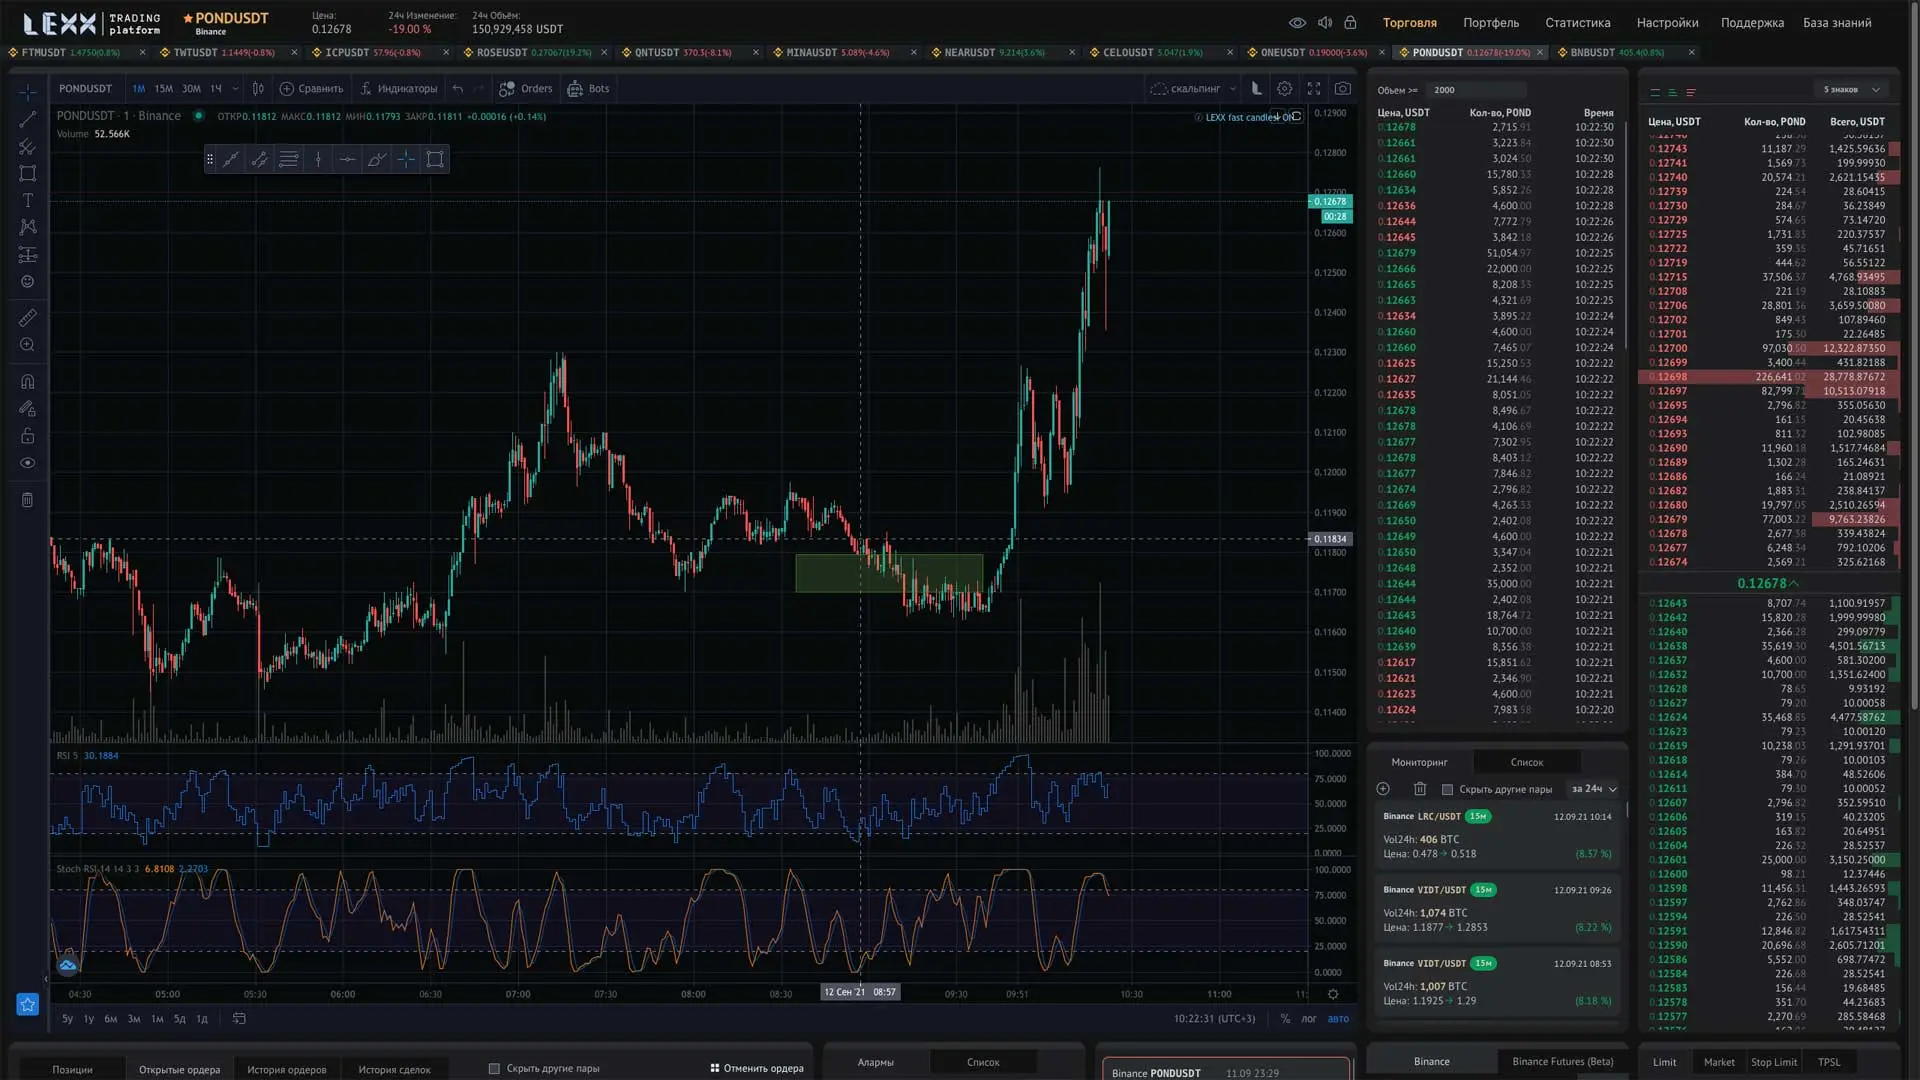 LEXX TRADING platform
★ PONDUSDT
Binance
Цена:
0.12678
24ч Изменение:
-19.00 %
24ч Объём:
150,929,458 USDT
Торговля Портфель Статистика Настройки Поддержка База знаний
FTMUSDT 1.4750(0.8%) × TWTUSDT 1.1449(-0.8%) × ICPUSDT 57.96(-0.8%) × ROSEUSDT 0.27067(19.2%) × QNTUSDT 370.3(-8.1%) × MINAUSDT 5.089(-4.6%) × NEARUSDT 9.214(3.6%) × CELOUSDT 5.047(1.9%) × ONEUSDT 0.19000(-3.6%) × PONDUSDT 0.12678(-19.0%) × BNBUSDT 405.4(0.8%) ×
PONDUSDT 1М 15М 30М 1Ч Сравнить Индикаторы Orders Bots скальпинг
PONDUSDT · 1 · Binance ОТКР0.11812 МАКС0.11812 МИН0.11793 ЗАКР0.11811 +0.00016 (+0.14%)
Volume 52.566K
LEXX fast candles
0.12900
0.12800
0.12700
0.12678
00:28
0.12600
0.12500
0.12400
0.12300
0.12200
0.12100
0.12000
0.11900
0.11834
0.11800
0.11700
0.11600
0.11500
0.11400
RSI 5 30.1884
100.0000
75.0000
50.0000
25.0000
0.0000
Stoch RSI 14 14 3 3 6.8108 2.2703
100.0000
75.0000
50.0000
25.0000
0.0000
04:30 05:00 05:30 06:00 06:30 07:00 07:30 08:00 08:30 12 Сен '21 08:57 09:30 09:51 10:30 11:00
5у 1у 6м 3м 1м 5д 1д
10:22:31 (UTC+3) % лог авто
Объем >= 2000
Цена, USDT Кол-во, POND Время
0.12678 2,715.91 10:22:30
0.12661 3,223.84 10:22:30
0.12661 3,024.50 10:22:30
0.12660 15,780.33 10:22:28
0.12634 5,852.26 10:22:28
0.12636 4,600.00 10:22:28
0.12644 7,772.79 10:22:26
0.12645 3,842.18 10:22:26
0.12679 51,054.97 10:22:25
0.12666 22,000.00 10:22:25
0.12665 8,208.33 10:22:25
0.12663 4,321.69 10:22:25
0.12634 3,895.22 10:22:24
0.12660 4,600.00 10:22:24
0.12660 7,465.07 10:22:24
0.12625 15,250.53 10:22:22
0.12627 21,144.46 10:22:22
0.12635 8,051.05 10:22:22
0.12678 8,496.67 10:22:22
0.12678 4,106.69 10:22:22
0.12677 7,302.95 10:22:22
0.12678 8,403.12 10:22:22
0.12677 7,846.82 10:22:22
0.12674 2,796.82 10:22:22
0.12669 4,263.53 10:22:22
0.12650 2,402.08 10:22:22
0.12649 4,600.00 10:22:22
0.12650 3,347.04 10:22:21
0.12648 2,352.00 10:22:21
0.12644 35,000.00 10:22:21
0.12644 2,402.08 10:22:21
0.12643 18,764.72 10:22:21
0.12640 10,700.00 10:22:21
0.12639 8,356.38 10:22:21
0.12617 15,851.62 10:22:21
0.12621 2,346.90 10:22:21
0.12623 4,600.00 10:22:21
0.12624 7,983.58 10:22:20
Мониторинг Список
Скрыть другие пары за 24ч
Binance LRC/USDT 15м 12.09.21 10:14
Vol24h: 406 BTC
Цена: 0.478 → 0.518 (8.37 %)
Binance VIDT/USDT 15м 12.09.21 09:26
Vol24h: 1,074 BTC
Цена: 1.1877 → 1.2853 (8.22 %)
Binance VIDT/USDT 15м 12.09.21 08:53
Vol24h: 1,007 BTC
Цена: 1.1925 → 1.29 (8.18 %)
5 знаков
Цена, USDT Кол-во, POND Всего, USDT
0.12743 11,187.29 1,425.59636
0.12741 1,569.73 199.99930
0.12740 20,574.21 2,621.15435
0.12739 224.54 28.60415
0.12730 284.67 36.23849
0.12729 574.65 73.14720
0.12725 1,731.83 220.37537
0.12722 359.35 45.71651
0.12719 444.62 56.55122
0.12715 37,506.37 4,768.93495
0.12708 221.19 28.10883
0.12706 28,801.36 3,659.50080
0.12702 849.43 107.89460
0.12701 175.30 22.26485
0.12700 97,030.50 12,322.87350
0.12699 3,400.44 431.82188
0.12698 226,641.02 28,778.87672
0.12697 82,799.71 10,513.07918
0.12695 2,796.82 355.05630
0.12694 161.15 20.45638
0.12693 811.32 102.98085
0.12690 11,960.18 1,517.74684
0.12689 1,302.28 165.24631
0.12686 166.24 21.08921
0.12682 1,883.31 238.84137
0.12680 19,797.05 2,510.26594
0.12679 77,003.22 9,763.23826
0.12678 2,677.38 339.43824
0.12677 6,248.34 792.10206
0.12674 2,569.21 325.62168
0.12678
0.12643 8,707.74 1,100.91957
0.12642 15,820.28 1,999.99980
0.12640 2,366.28 299.09779
0.12638 35,619.30 4,501.56713
0.12637 4,600.00 581.30200
0.12632 10,700.00 1,351.62400
0.12628 78.65 9.93192
0.12627 79.20 10.00058
0.12624 35,468.85 4,477.58762
0.12623 79.23 10.00120
0.12619 10,238.03 1,291.93701
0.12618 79.26 10.00103
0.12614 384.70 48.52606
0.12611 79.30 10.00052
0.12607 2,796.82 352.59510
0.12606 319.15 40.23205
0.12605 163.82 20.64951
0.12604 226.32 28.52537
0.12601 25,000.00 3,150.25000
0.12600 98.21 12.37446
0.12598 11,456.31 1,443.26593
0.12597 2,762.86 348.03747
0.12594 226.50 28.52541
0.12591 12,846.82 1,617.54311
0.12590 20,696.68 2,605.71201
0.12586 5,552.00 698.77472
0.12584 226.68 28.52541
0.12583 156.44 19.68485
0.12578 351.70 44.23683
0.12577 2,270.69 285.58468
Позиции Открытые ордера История ордеров История сделок Скрыть другие пары Отменить ордера
Алармы Список
Binance PONDUSDT 11.09 23:29
Binance Binance Futures (Beta)
Limit Market Stop Limit TPSL